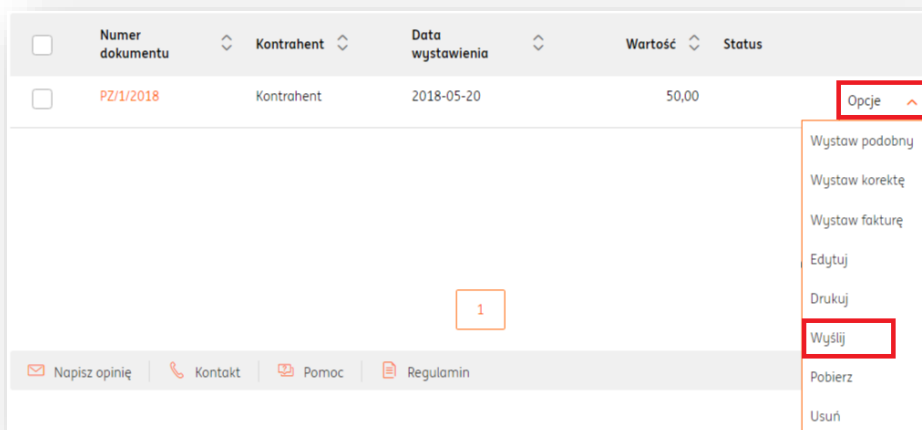 Numer dokumentu Kontrahent Data wystawienia Wartość Status
PZ/1/2018 Kontrahent 2018-05-20 50,00 Opcje
Wystaw podobny
Wystaw korektę
Wystaw fakturę
Edytuj
Drukuj
1
Wyślij
Napisz opinię Kontakt Pomoc Regulamin
Pobierz
Usuń